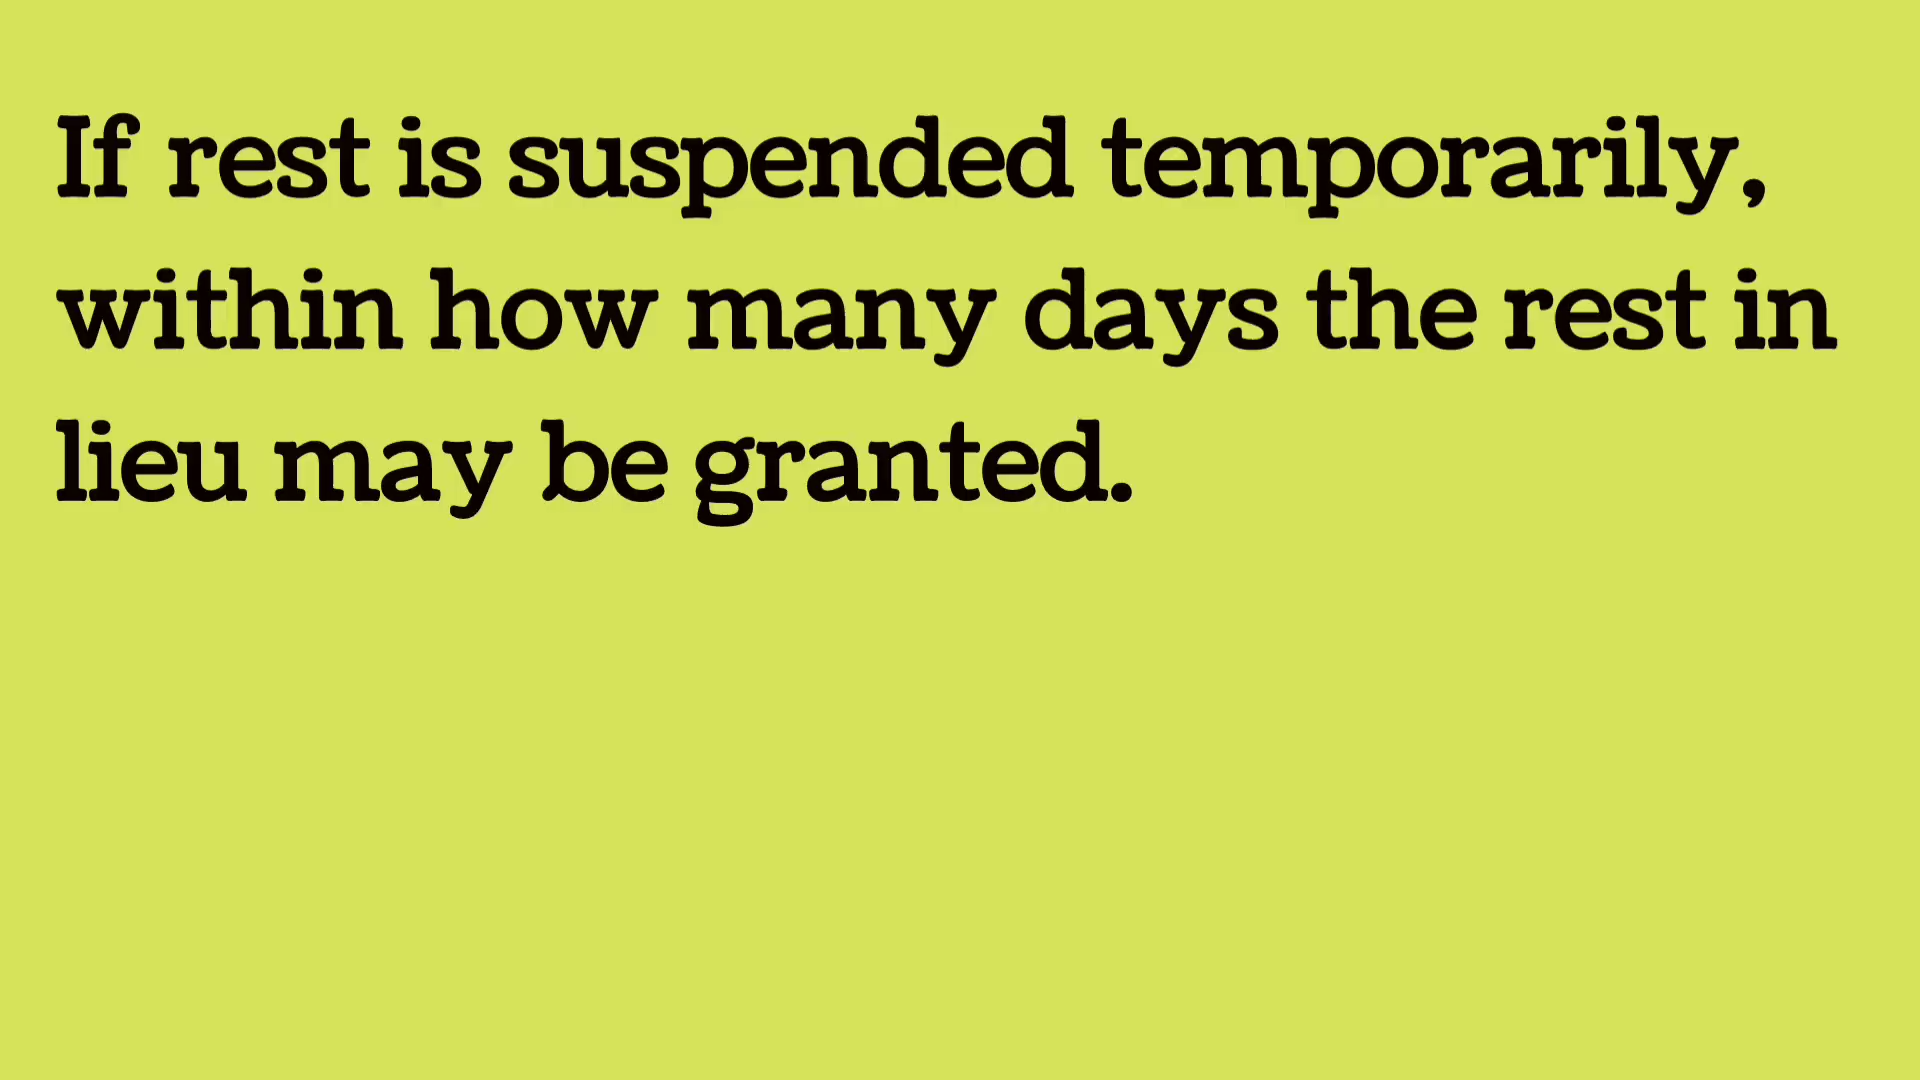 If rest is suspended temporarily,
within how many days the rest in
lieu may be granted.